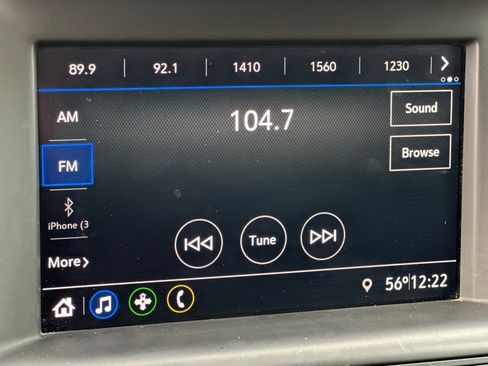 89.9 92.1 1410 1560 1230
AM
104.7
Sound
FM
Browse
iPhone (3
Tune
More
56° 12:22